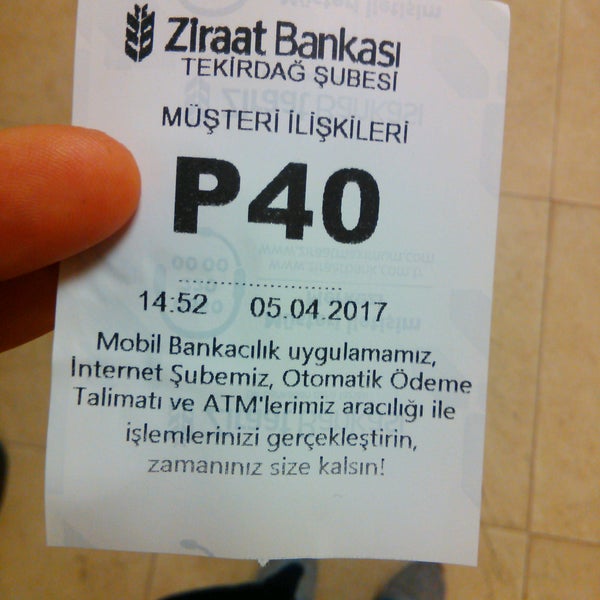 Ziraat Bankası
TEKİRDAĞ ŞUBESİ
MÜŞTERİ İLİŞKİLERİ
P40
14:52 05.04.2017
Mobil Bankacılık uygulamamız,
İnternet Şubemiz, Otomatik Ödeme
Talimatı ve ATM'lerimiz aracılığı ile
işlemlerinizi gerçekleştirin,
zamanınız size kalsın!